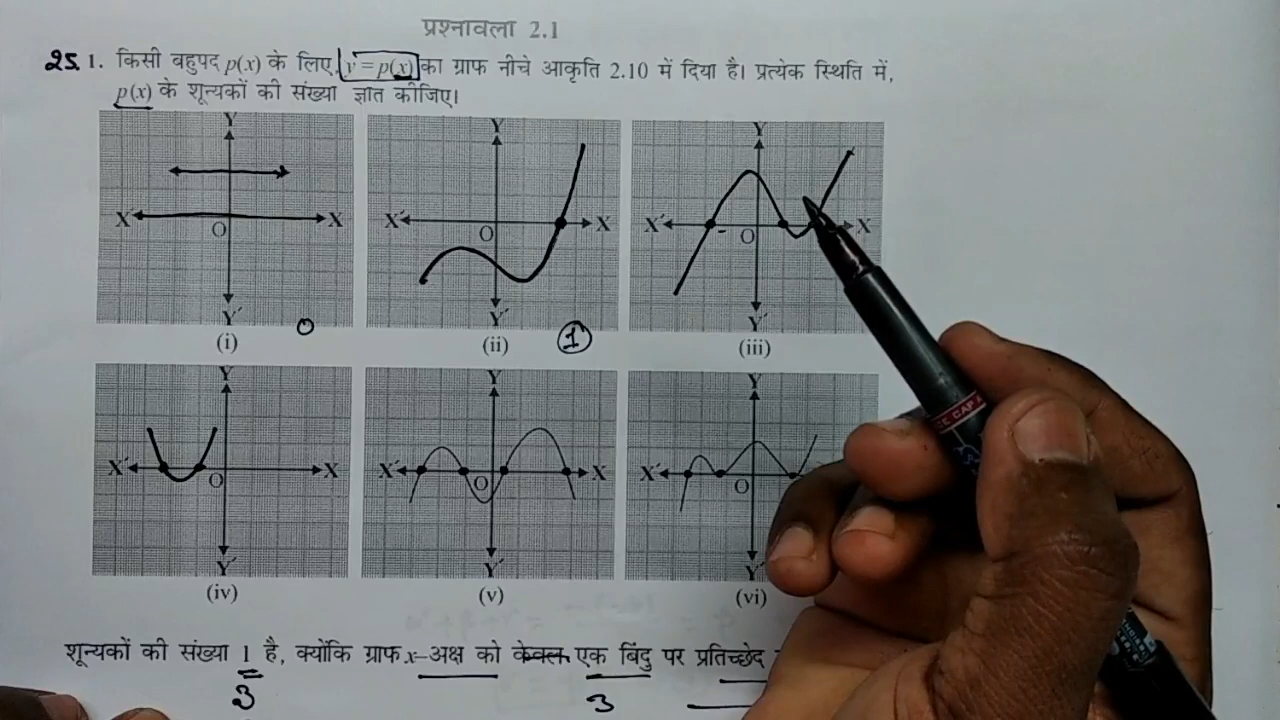 प्रश्नावला 2.1
25. 1. किसी बहुपद p(x) के लिए, y = p(x) का ग्राफ नीचे आकृति 2.10 में दिया है। प्रत्येक स्थिति में,
p(x) के शून्यकों की संख्या ज्ञात कीजिए।
Y Y Y
X′ X X′ X X′ X
O O O
Y′ Y′ Y′
0 1
(i) (ii) (iii)
Y Y Y
X′ X X′ X X′
O O O
Y′ Y′ Y′
(iv) (v) (vi)
शून्यकों की संख्या 1 है, क्योंकि ग्राफ x-अक्ष को केवल एक बिंदु पर प्रतिच्छेद
3 3